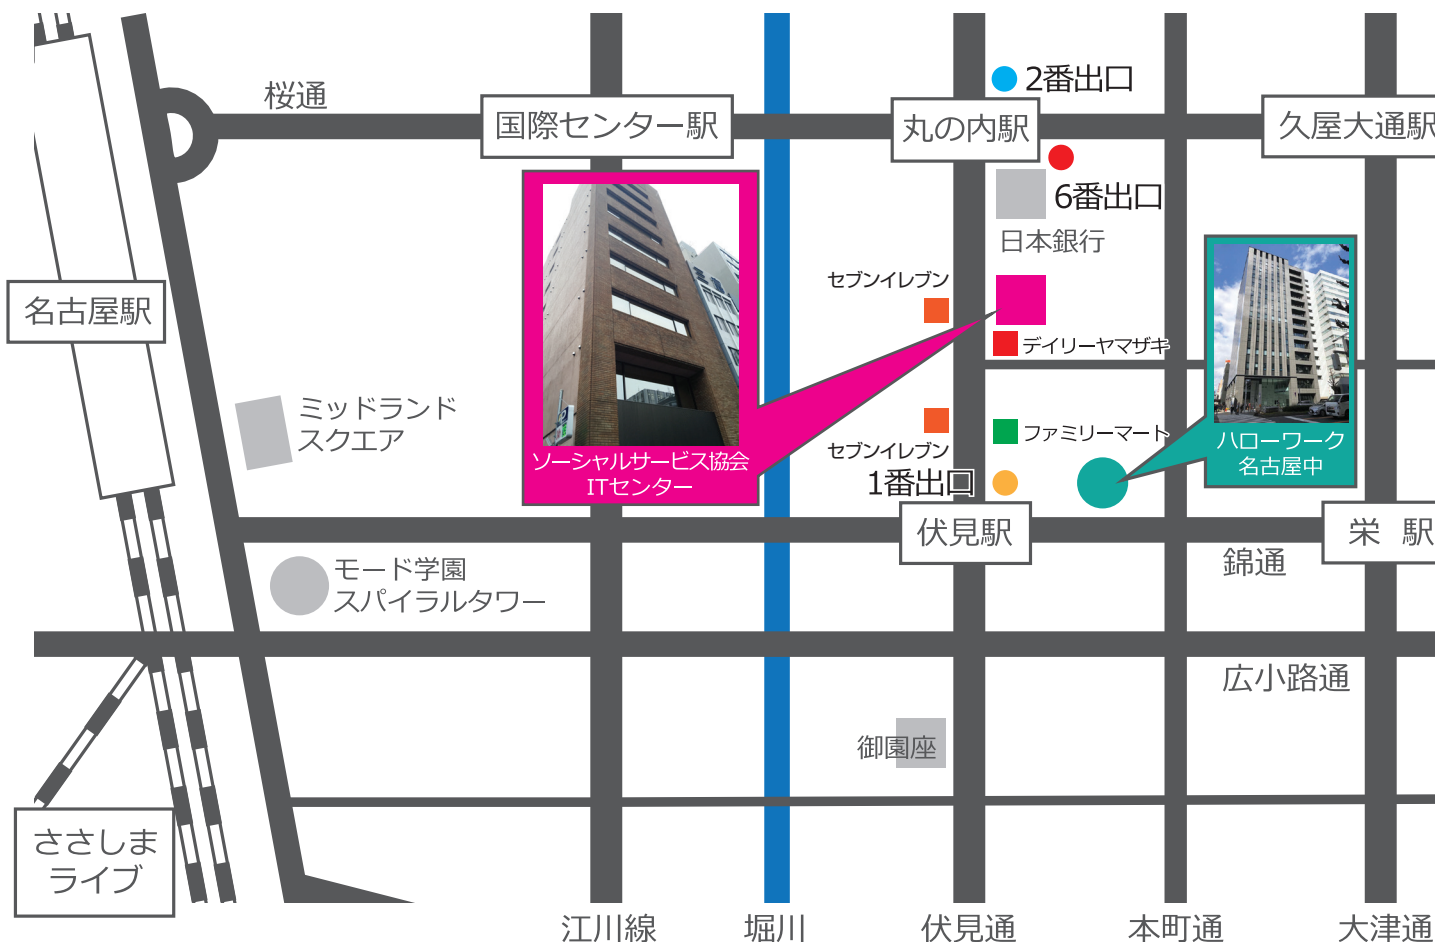 桜通
国際センター駅
丸の内駅
久屋大通駅
2番出口
6番出口
日本銀行
セブンイレブン
デイリーヤマザキ
名古屋駅
ミッドランド
スクエア
ソーシャルサービス協会
ITセンター
セブンイレブン
ファミリーマート
1番出口
ハローワーク
名古屋中
伏見駅
栄 駅
錦通
モード学園
スパイラルタワー
広小路通
御園座
ささしま
ライブ
江川線
堀川
伏見通
本町通
大津通